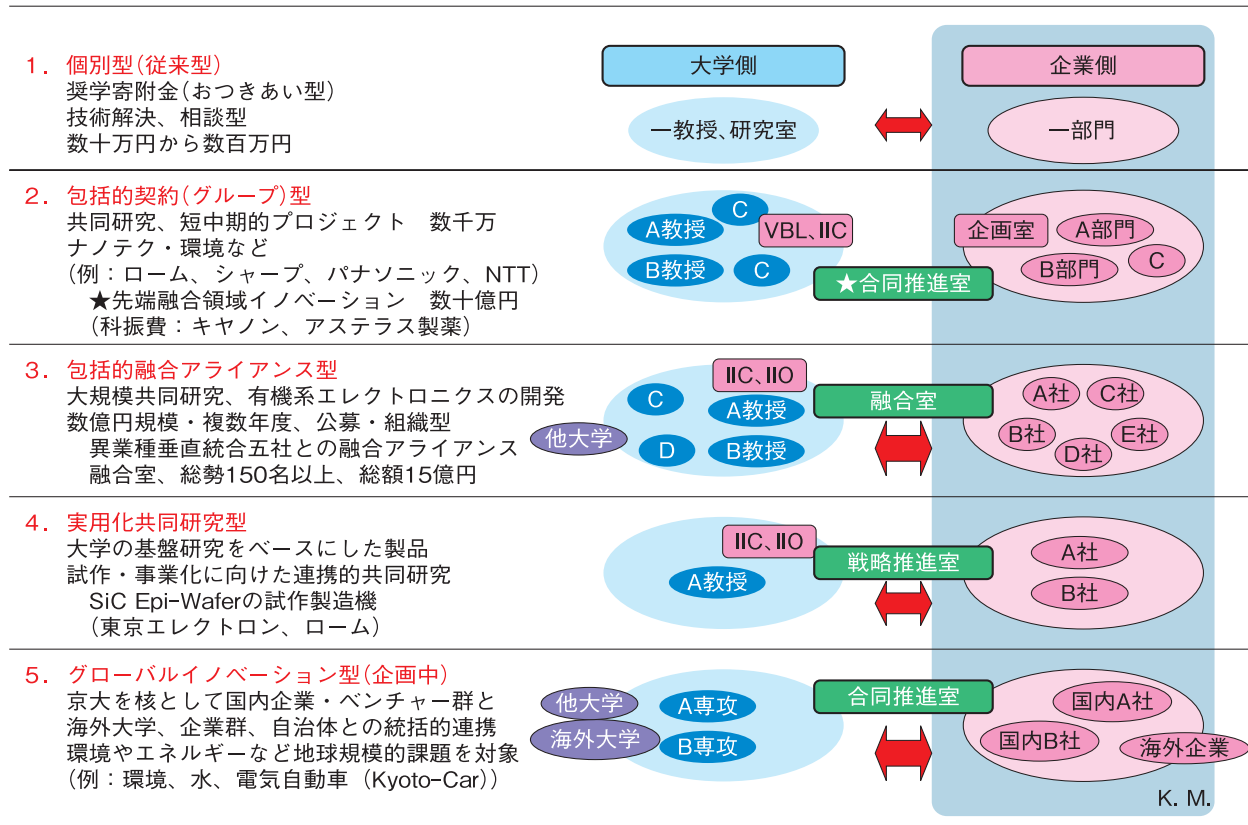 大学側
企業側
1. 個別型(従来型)
奨学寄附金(おつきあい型)
技術解決、相談型
数十万円から数百万円
一教授、研究室
一部門
2. 包括的契約(グループ)型
共同研究、短中期的プロジェクト　数千万
ナノテク・環境など
(例：ローム、シャープ、パナソニック、NTT)
★先端融合領域イノベーション　数十億円
(科振費：キヤノン、アステラス製薬)
C
A教授
VBL、IIC
B教授
C
★合同推進室
企画室
A部門
B部門
C
3. 包括的融合アライアンス型
大規模共同研究、有機系エレクトロニクスの開発
数億円規模・複数年度、公募・組織型
異業種垂直統合五社との融合アライアンス
融合室、総勢150名以上、総額15億円
IIC、IIO
C
A教授
他大学
D
B教授
融合室
A社
C社
B社
E社
D社
4. 実用化共同研究型
大学の基盤研究をベースにした製品
試作・事業化に向けた連携的共同研究
SiC Epi-Waferの試作製造機
(東京エレクトロン、ローム)
IIC、IIO
A教授
戦略推進室
A社
B社
5. グローバルイノベーション型(企画中)
京大を核として国内企業・ベンチャー群と
海外大学、企業群、自治体との統括的連携
環境やエネルギーなど地球規模的課題を対象
(例：環境、水、電気自動車 (Kyoto-Car))
他大学
海外大学
A専攻
B専攻
合同推進室
国内A社
国内B社
海外企業
K. M.